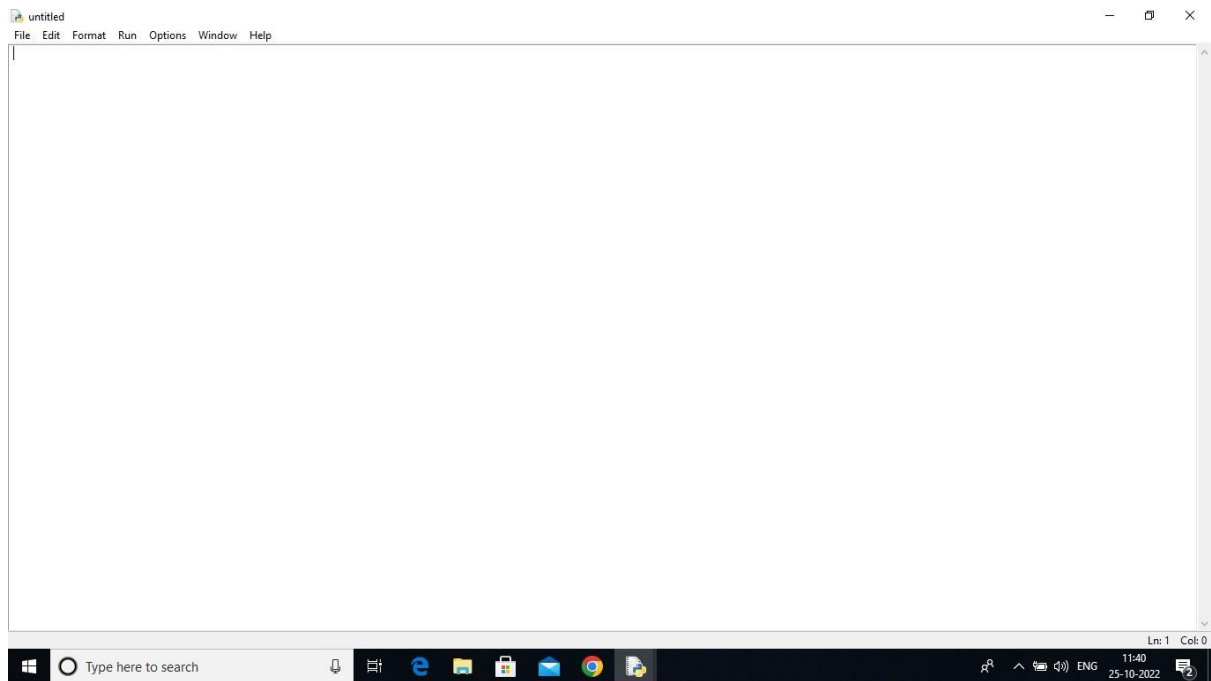 untitled
File Edit Format Run Options Window Help
Ln: 1 Col: 0
Type here to search
ENG
11:40
25-10-2022
2